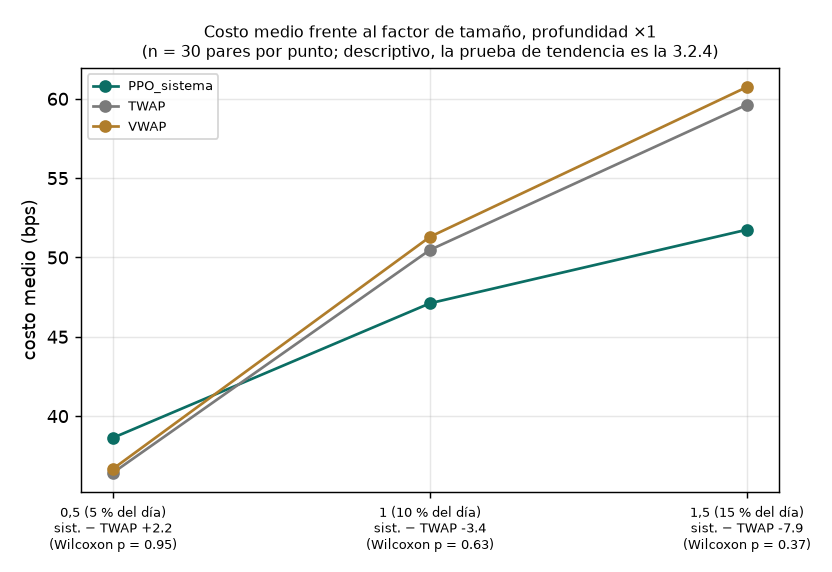 Costo medio frente al factor de tamaño, profundidad ×1
(n = 30 pares por punto; descriptivo, la prueba de tendencia es la 3.2.4)
PPO_sistema
TWAP
VWAP
costo medio (bps)
60
55
50
45
40
0,5 (5 % del día)
sist. − TWAP +2.2
(Wilcoxon p = 0.95)
1 (10 % del día)
sist. − TWAP -3.4
(Wilcoxon p = 0.63)
1,5 (15 % del día)
sist. − TWAP -7.9
(Wilcoxon p = 0.37)